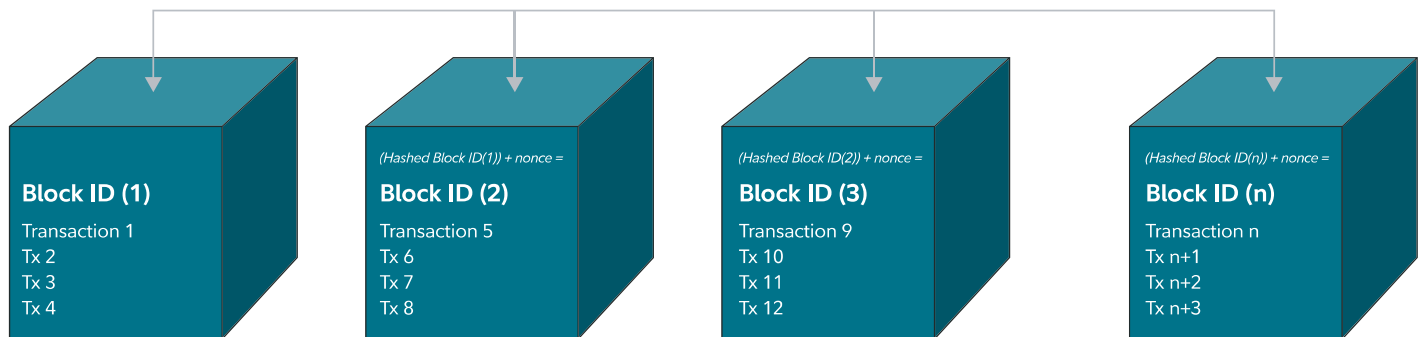 Block ID (1)
Transaction 1
Tx 2
Tx 3
Tx 4
(Hashed Block ID(1)) + nonce =
Block ID (2)
Transaction 5
Tx 6
Tx 7
Tx 8
(Hashed Block ID(2)) + nonce =
Block ID (3)
Transaction 9
Tx 10
Tx 11
Tx 12
(Hashed Block ID(n)) + nonce =
Block ID (n)
Transaction n
Tx n+1
Tx n+2
Tx n+3